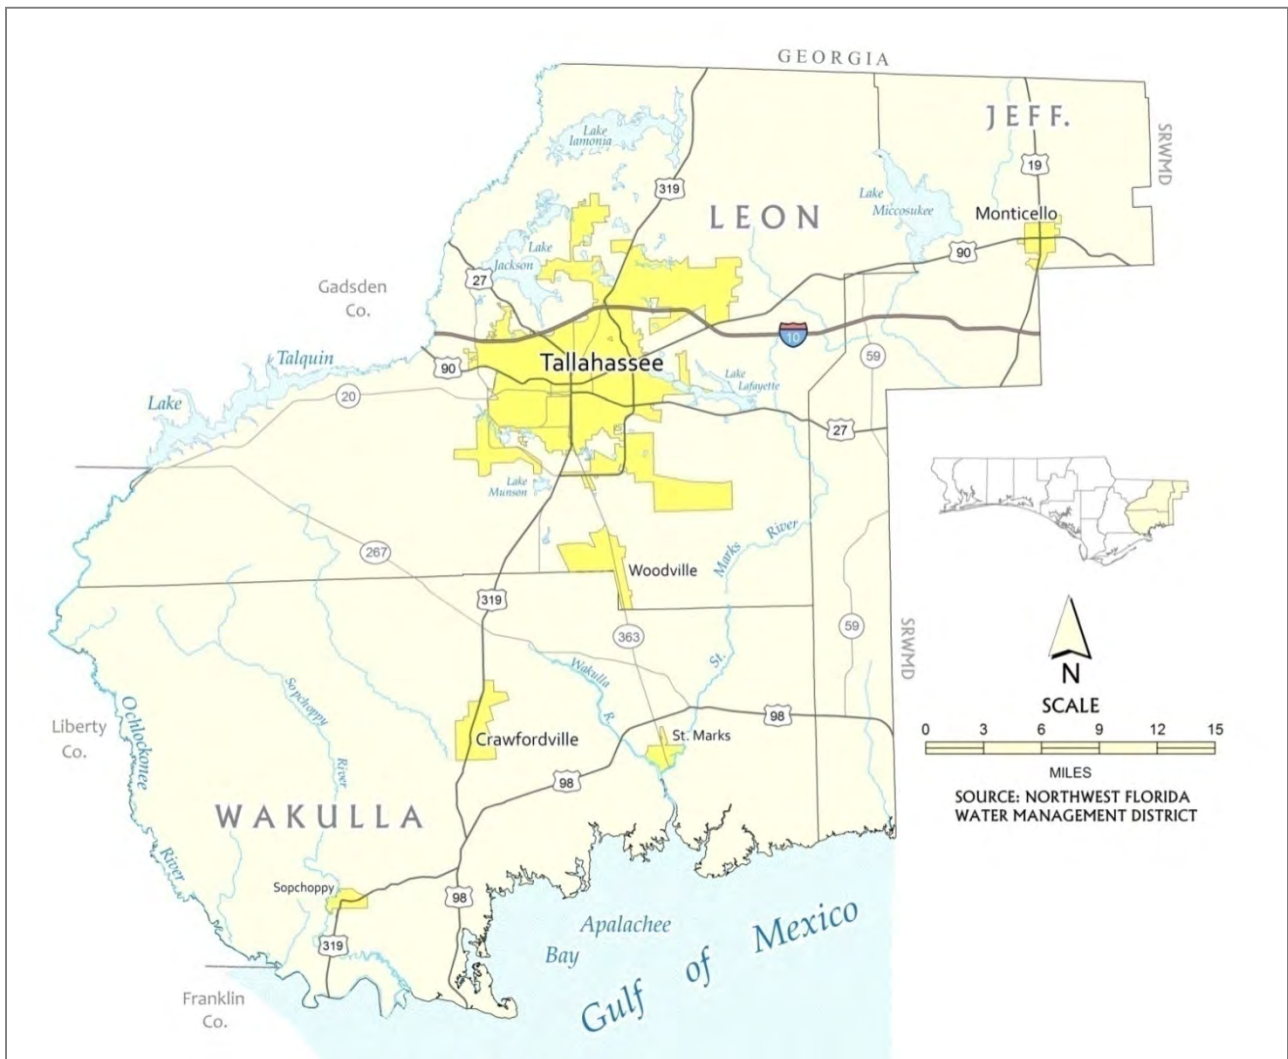 GEORGIA
JEFF.
SRWMD
Lake
Iamonia
19
319
Lake
Miccosukee
Monticello
LEON
90
Lake
Jackson
27
Gadsden
Co.
10
Talquin
Tallahassee
59
90
Lake
Lafayette
20
Lake
27
Lake
Munson
River
Marks
267
Woodville
319
363
59
SRWMD
N
SCALE
St.
Wakulla
R.
Sopchoppy
Ochlockonee
98
Liberty
Co.
Crawfordville
St. Marks
0 3 6 9 12 15
MILES
River
98
SOURCE: NORTHWEST FLORIDA
WATER MANAGEMENT DISTRICT
WAKULLA
River
Sopchoppy
98
Apalachee
Bay
Gulf of Mexico
319
Franklin
Co.